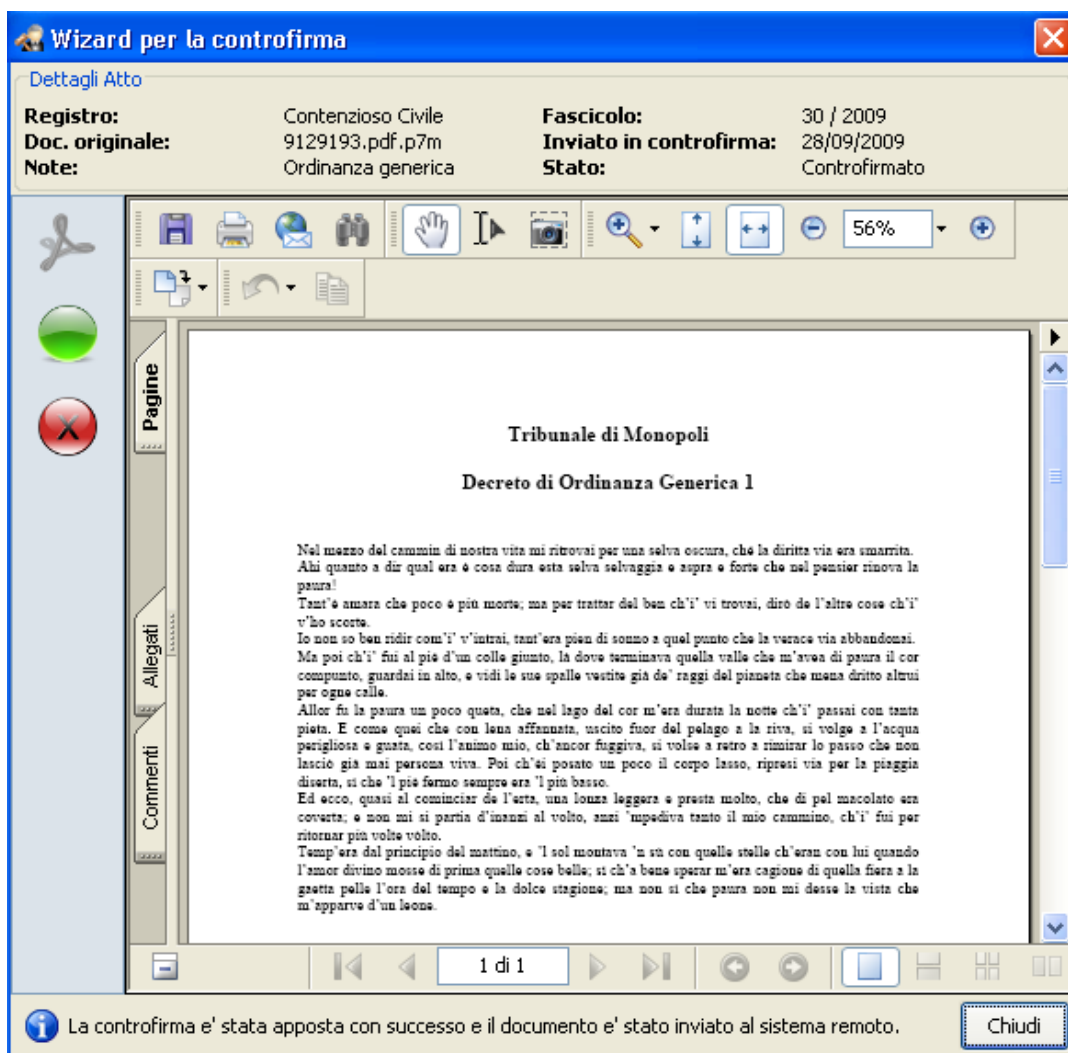 Wizard per la controfirma
Dettagli Atto
Registro: Contenzioso Civile Fascicolo: 30 / 2009
Doc. originale: 9129193.pdf.p7m Inviato in controfirma: 28/09/2009
Note: Ordinanza generica Stato: Controfirmato
56%
Pagine
Allegati
Commenti
Tribunale di Monopoli
Decreto di Ordinanza Generica 1
Nel mezzo del cammin di nostra vita mi ritrovai per una selva oscura, ché la diritta via era smarrita.
Ahi quanto a dir qual era è cosa dura esta selva selvaggia e aspra e forte che nel pensier rinova la
paura!
Tant'è amara che poco è più morte; ma per trattar del ben ch'i' vi trovai, dirò de l'altre cose ch'i'
v'ho scorte.
Io non so ben ridir com'i' v'intrai, tant'era pien di sonno a quel punto che la verace via abbandonai.
Ma poi ch'i' fui al piè d'un colle giunto, là dove terminava quella valle che m'avea di paura il cor
compunto, guardai in alto, e vidi le sue spalle vestite già de' raggi del pianeta che mena dritto altrui
per ogne calle.
Allor fu la paura un poco queta, che nel lago del cor m'era durata la notte ch'i' passai con tanta
pieta. E come quei che con lena affannata, uscito fuor del pelago a la riva, si volge a l'acqua
perigliosa e guata, così l'animo mio, ch'ancor fuggiva, si volse a retro a rimirar lo passo che non
lasciò già mai persona viva. Poi ch'èi posato un poco il corpo lasso, ripresi via per la piaggia
diserta, sì che 'l piè fermo sempre era 'l più basso.
Ed ecco, quasi al cominciar de l'erta, una lonza leggera e presta molto, che di pel macolato era
coverta; e non mi si partia d'inanzi al volto, anzi 'mpediva tanto il mio cammino, ch'i' fui per
ritornar più volte vòlto.
Temp'era dal principio del mattino, e 'l sol montava 'n sù con quelle stelle ch'eran con lui quando
l'amor divino mosse di prima quelle cose belle; sì ch'a bene sperar m'era cagione di quella fiera a la
gaetta pelle l'ora del tempo e la dolce stagione; ma non sì che paura non mi desse la vista che
m'apparve d'un leone.
1 di 1
La controfirma e' stata apposta con successo e il documento e' stato inviato al sistema remoto. Chiudi